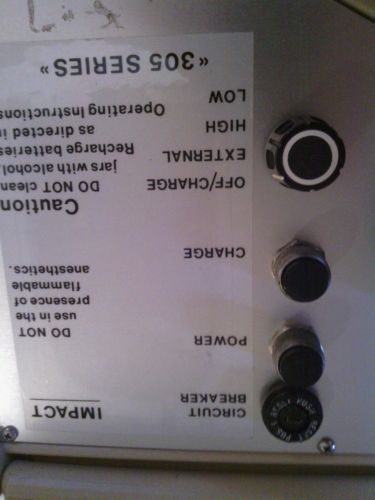 CIRCUIT
BREAKER
IMPACT
POWER
DO NOT
use in the
presence of
flammable
anesthetics.
CHARGE
Caution
OFF/CHARGE
EXTERNAL
HIGH
LOW
DO NOT clean
jars with alcohol.
Recharge batteries
as directed in
Operating Instructions
« 305 SERIES »